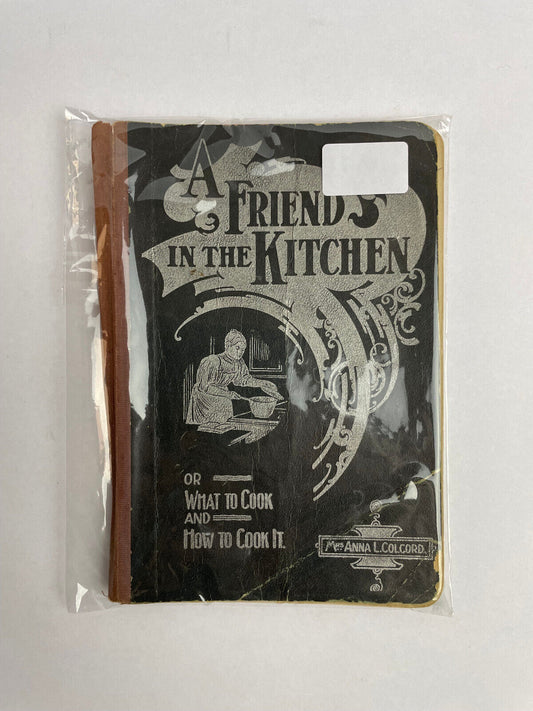 A
FRIEND
IN THE KITCHEN
OR
WHAT TO COOK
AND
HOW TO COOK IT.
MRS ANNA L. COLCORD.